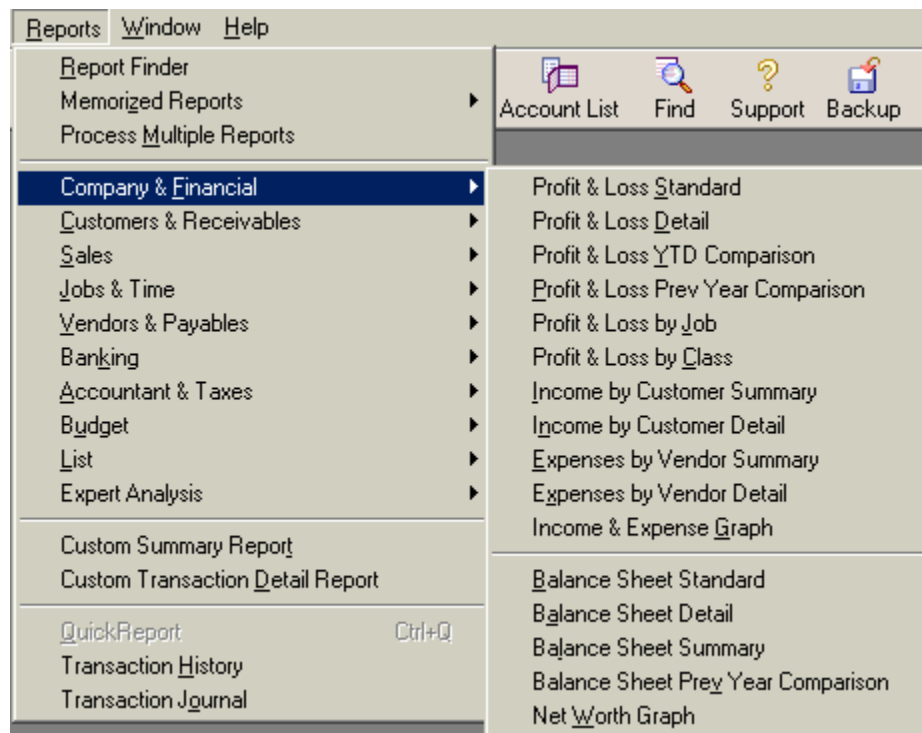 Reports Window Help
Account List Find Support Backup
Report Finder
Memorized Reports
Process Multiple Reports
Company & Financial
Customers & Receivables
Sales
Jobs & Time
Vendors & Payables
Banking
Accountant & Taxes
Budget
List
Expert Analysis
Custom Summary Report
Custom Transaction Detail Report
QuickReport Ctrl+Q
Transaction History
Transaction Journal
Profit & Loss Standard
Profit & Loss Detail
Profit & Loss YTD Comparison
Profit & Loss Prev Year Comparison
Profit & Loss by Job
Profit & Loss by Class
Income by Customer Summary
Income by Customer Detail
Expenses by Vendor Summary
Expenses by Vendor Detail
Income & Expense Graph
Balance Sheet Standard
Balance Sheet Detail
Balance Sheet Summary
Balance Sheet Prev Year Comparison
Net Worth Graph